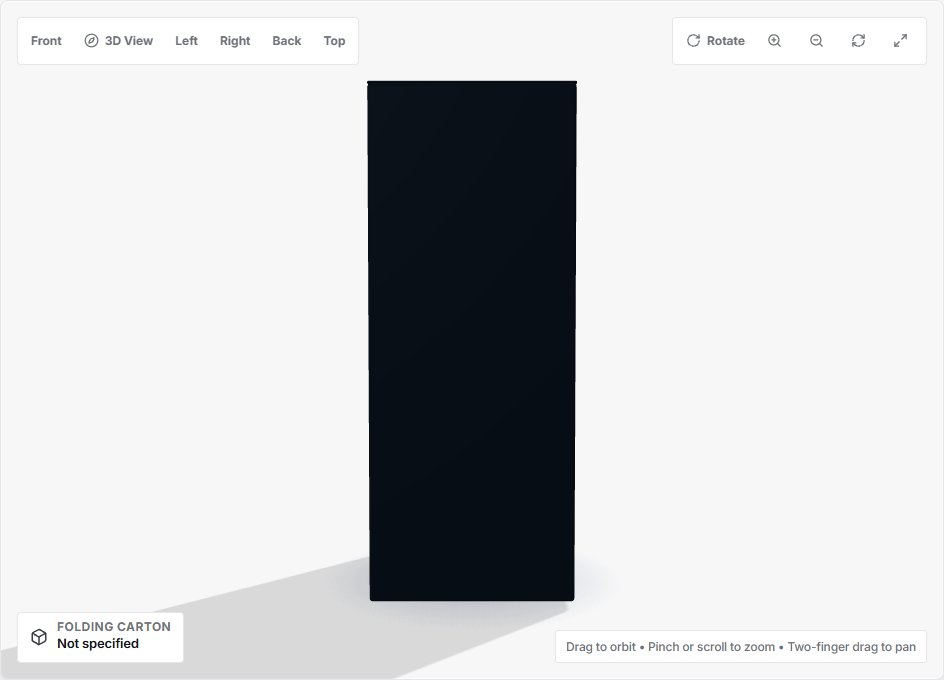 Front 3D View Left Right Back Top
Rotate
FOLDING CARTON
Not specified
Drag to orbit • Pinch or scroll to zoom • Two-finger drag to pan